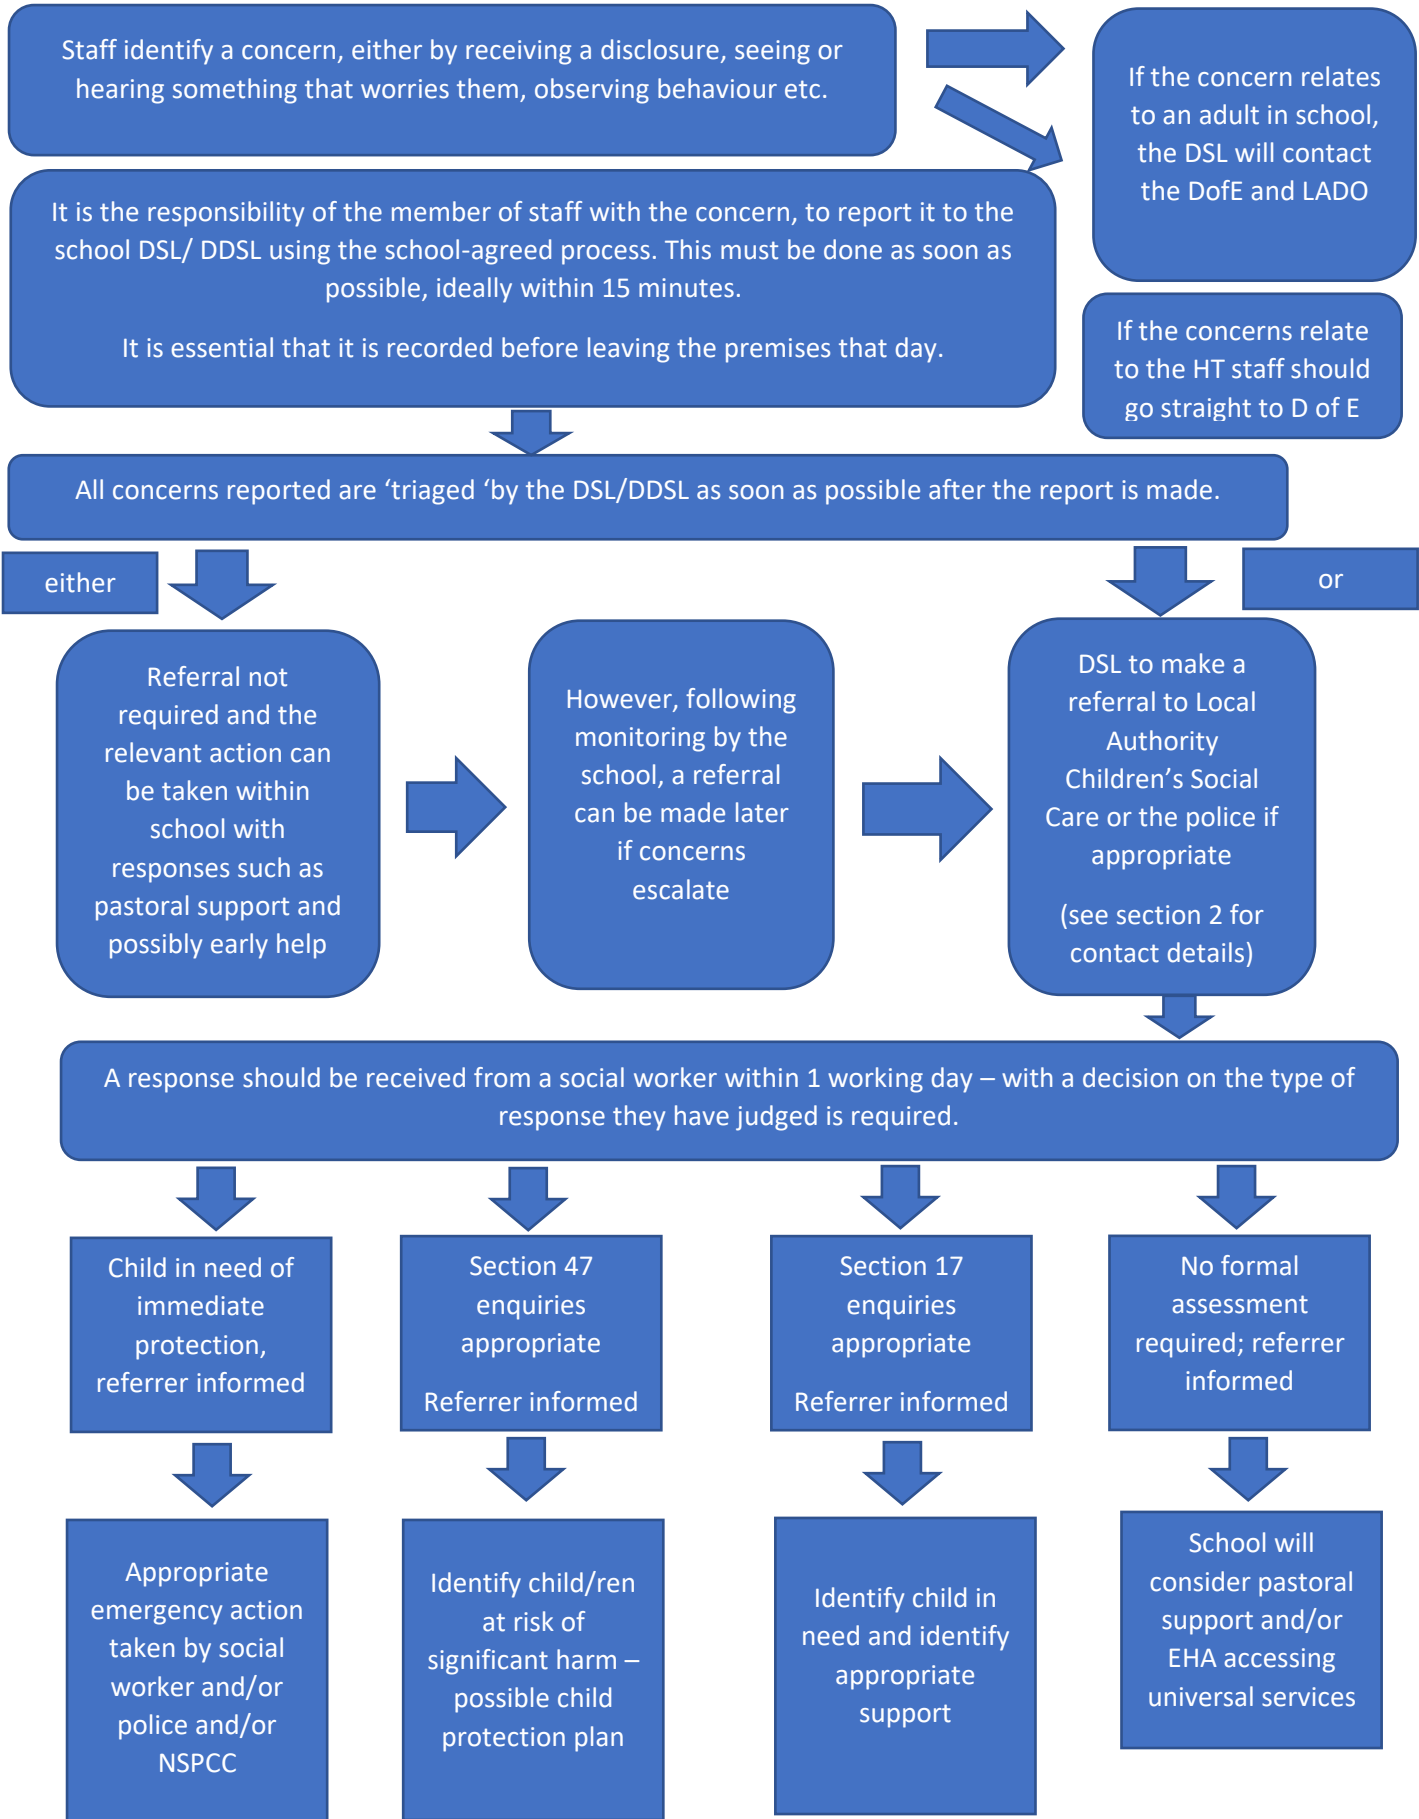 Staff identify a concern, either by receiving a disclosure, seeing or
hearing something that worries them, observing behaviour etc.
If the concern relates
to an adult in school,
the DSL will contact
the DofE and LADO
It is the responsibility of the member of staff with the concern, to report it to the
school DSL/ DDSL using the school-agreed process. This must be done as soon as
possible, ideally within 15 minutes.
It is essential that it is recorded before leaving the premises that day.
If the concerns relate
to the HT staff should
go straight to D of E
All concerns reported are ‘triaged ‘by the DSL/DDSL as soon as possible after the report is made.
either
or
Referral not
required and the
relevant action can
be taken within
school with
responses such as
pastoral support and
possibly early help
However, following
monitoring by the
school, a referral
can be made later
if concerns
escalate
DSL to make a
referral to Local
Authority
Children’s Social
Care or the police if
appropriate
(see section 2 for
contact details)
A response should be received from a social worker within 1 working day – with a decision on the type of
response they have judged is required.
Child in need of
immediate
protection,
referrer informed
Section 47
enquiries
appropriate
Referrer informed
Section 17
enquiries
appropriate
Referrer informed
No formal
assessment
required; referrer
informed
Appropriate
emergency action
taken by social
worker and/or
police and/or
NSPCC
Identify child/ren
at risk of
significant harm –
possible child
protection plan
Identify child in
need and identify
appropriate
support
School will
consider pastoral
support and/or
EHA accessing
universal services